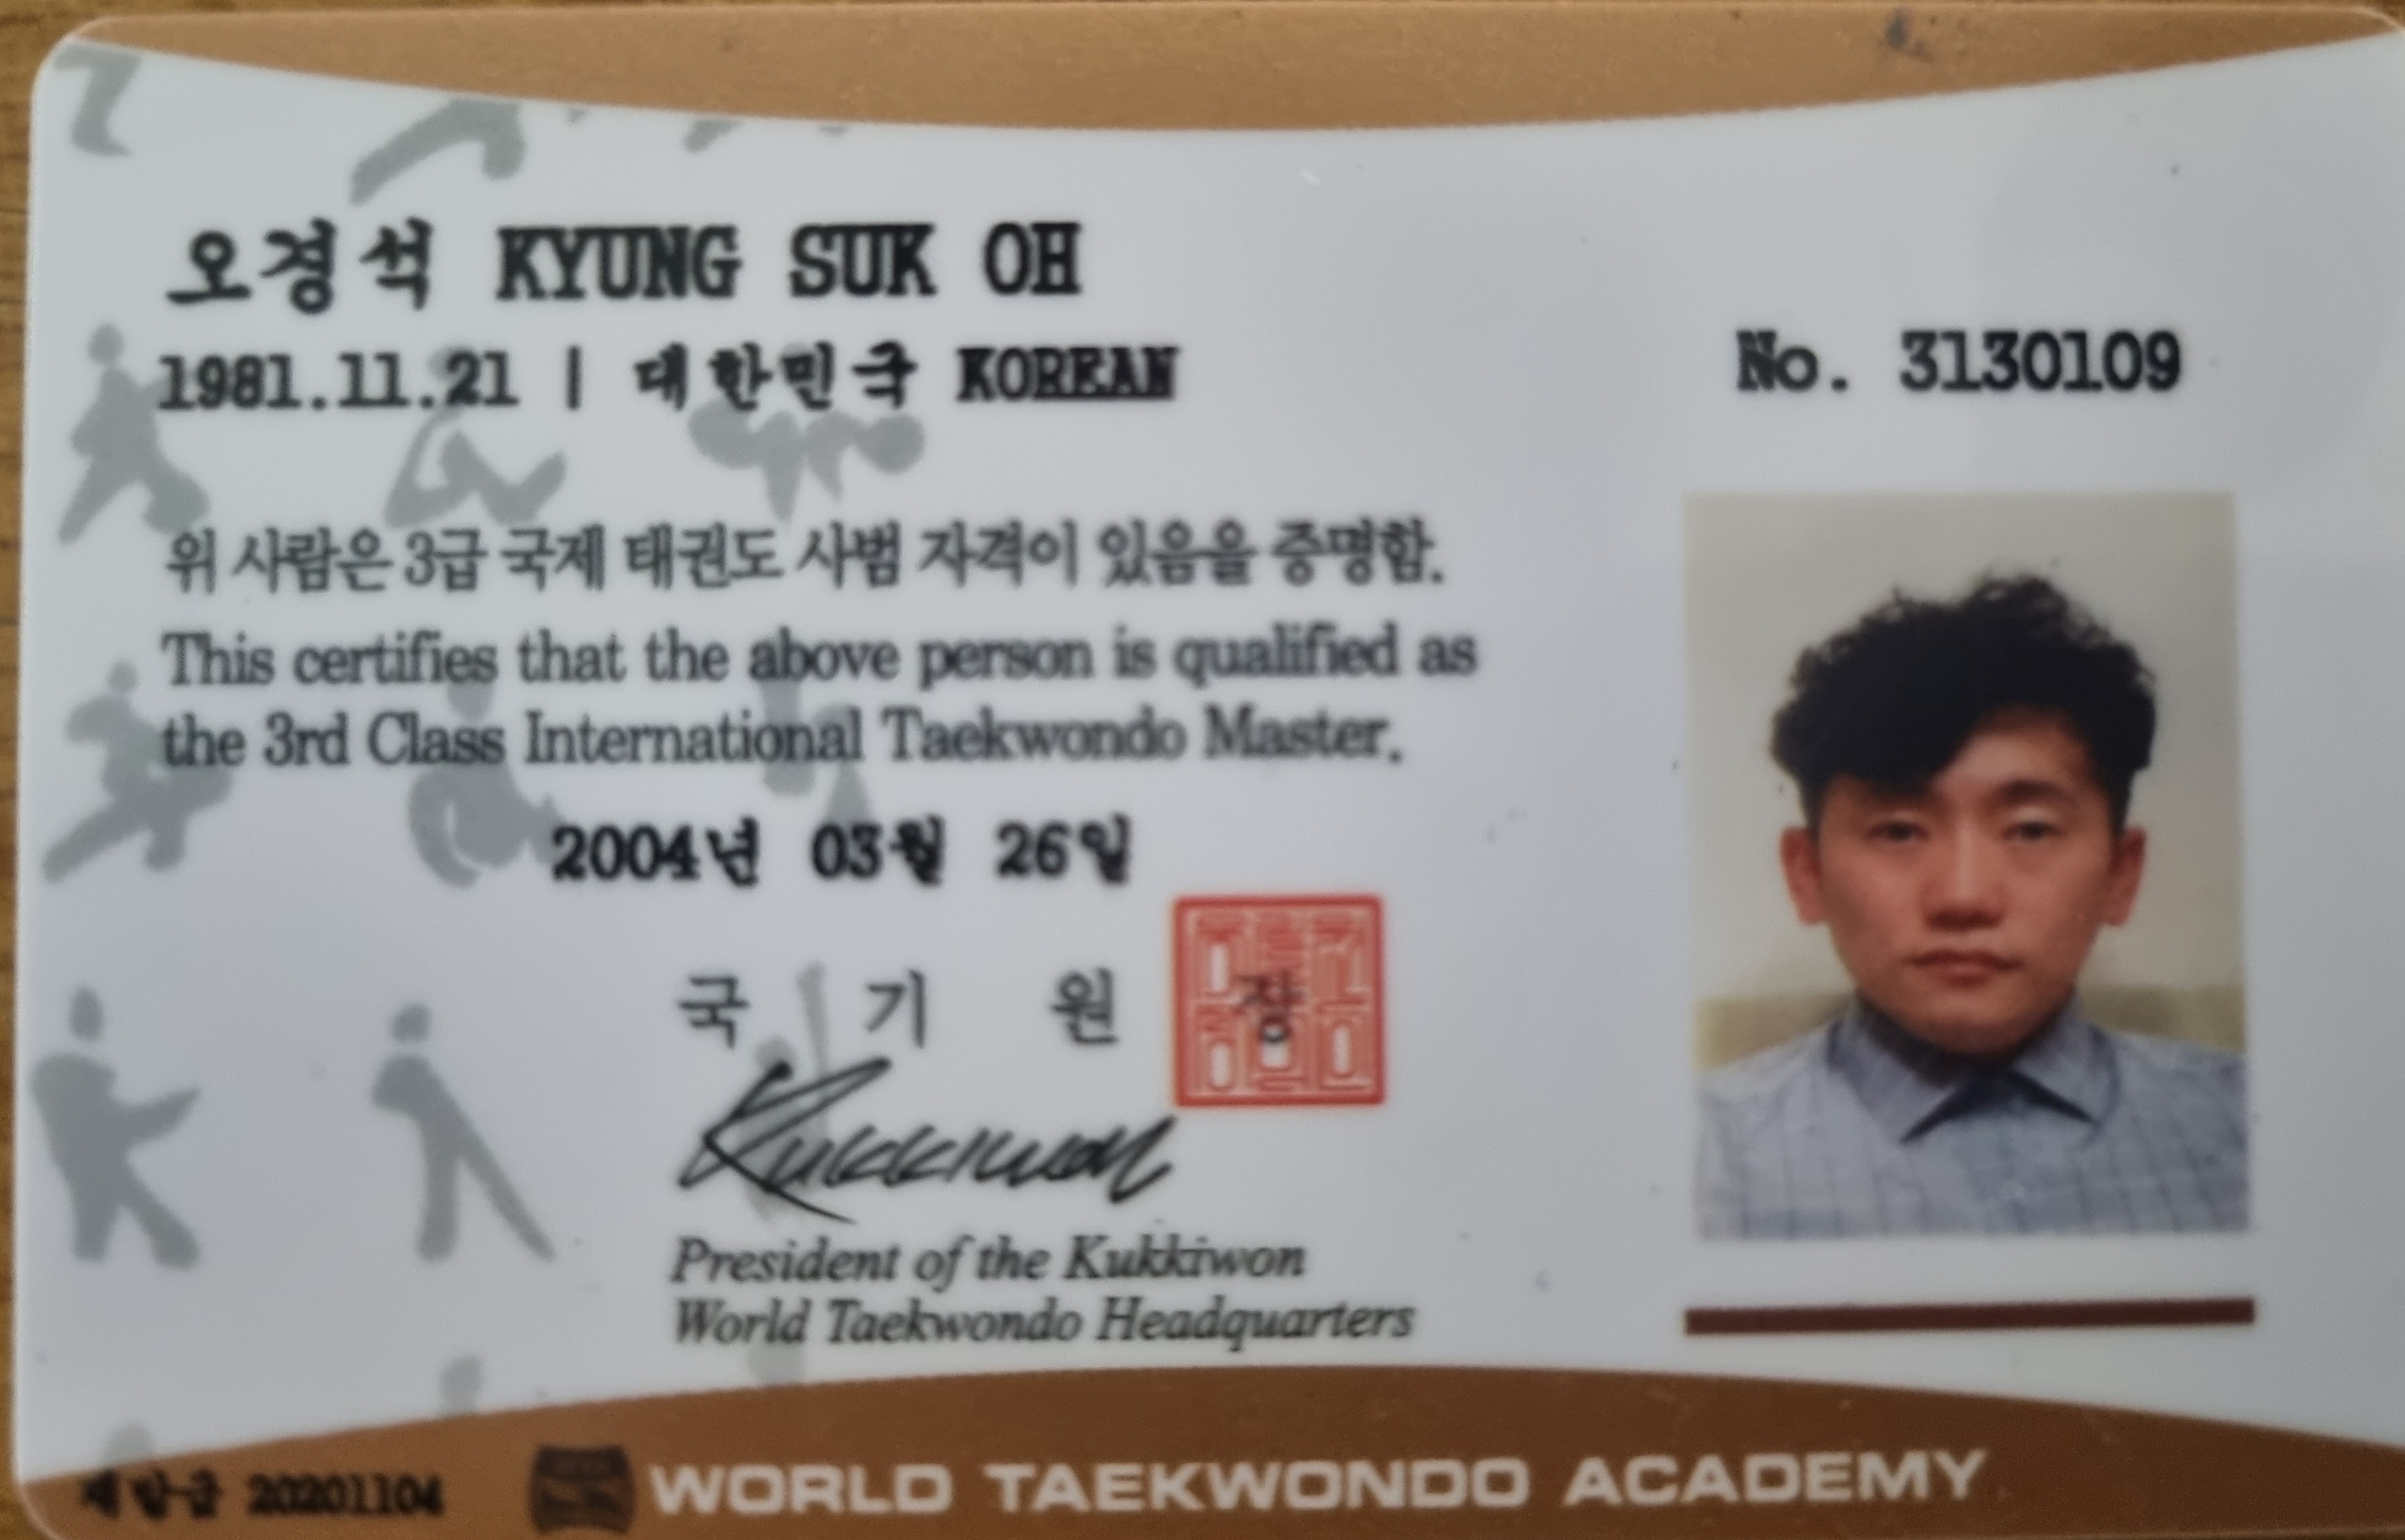 오경석 KYUNG SUK OH
1981.11.21 | 대한민국 KOREAN
No. 3130109
위 사람은 3급 국제 태권도 사범 자격이 있음을 증명함.
This certifies that the above person is qualified as
the 3rd Class International Taekwondo Master.
2004년 03월 26일
국 기 원 장
Kukkiwon
President of the Kukkiwon
World Taekwondo Headquarters
재발급 20201104
WORLD TAEKWONDO ACADEMY